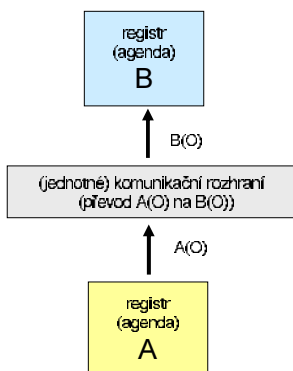 registr
(agenda)
B
B(O)
(jednotné) komunikační rozhraní
(převod A(O) na B(O))
A(O)
registr
(agenda)
A